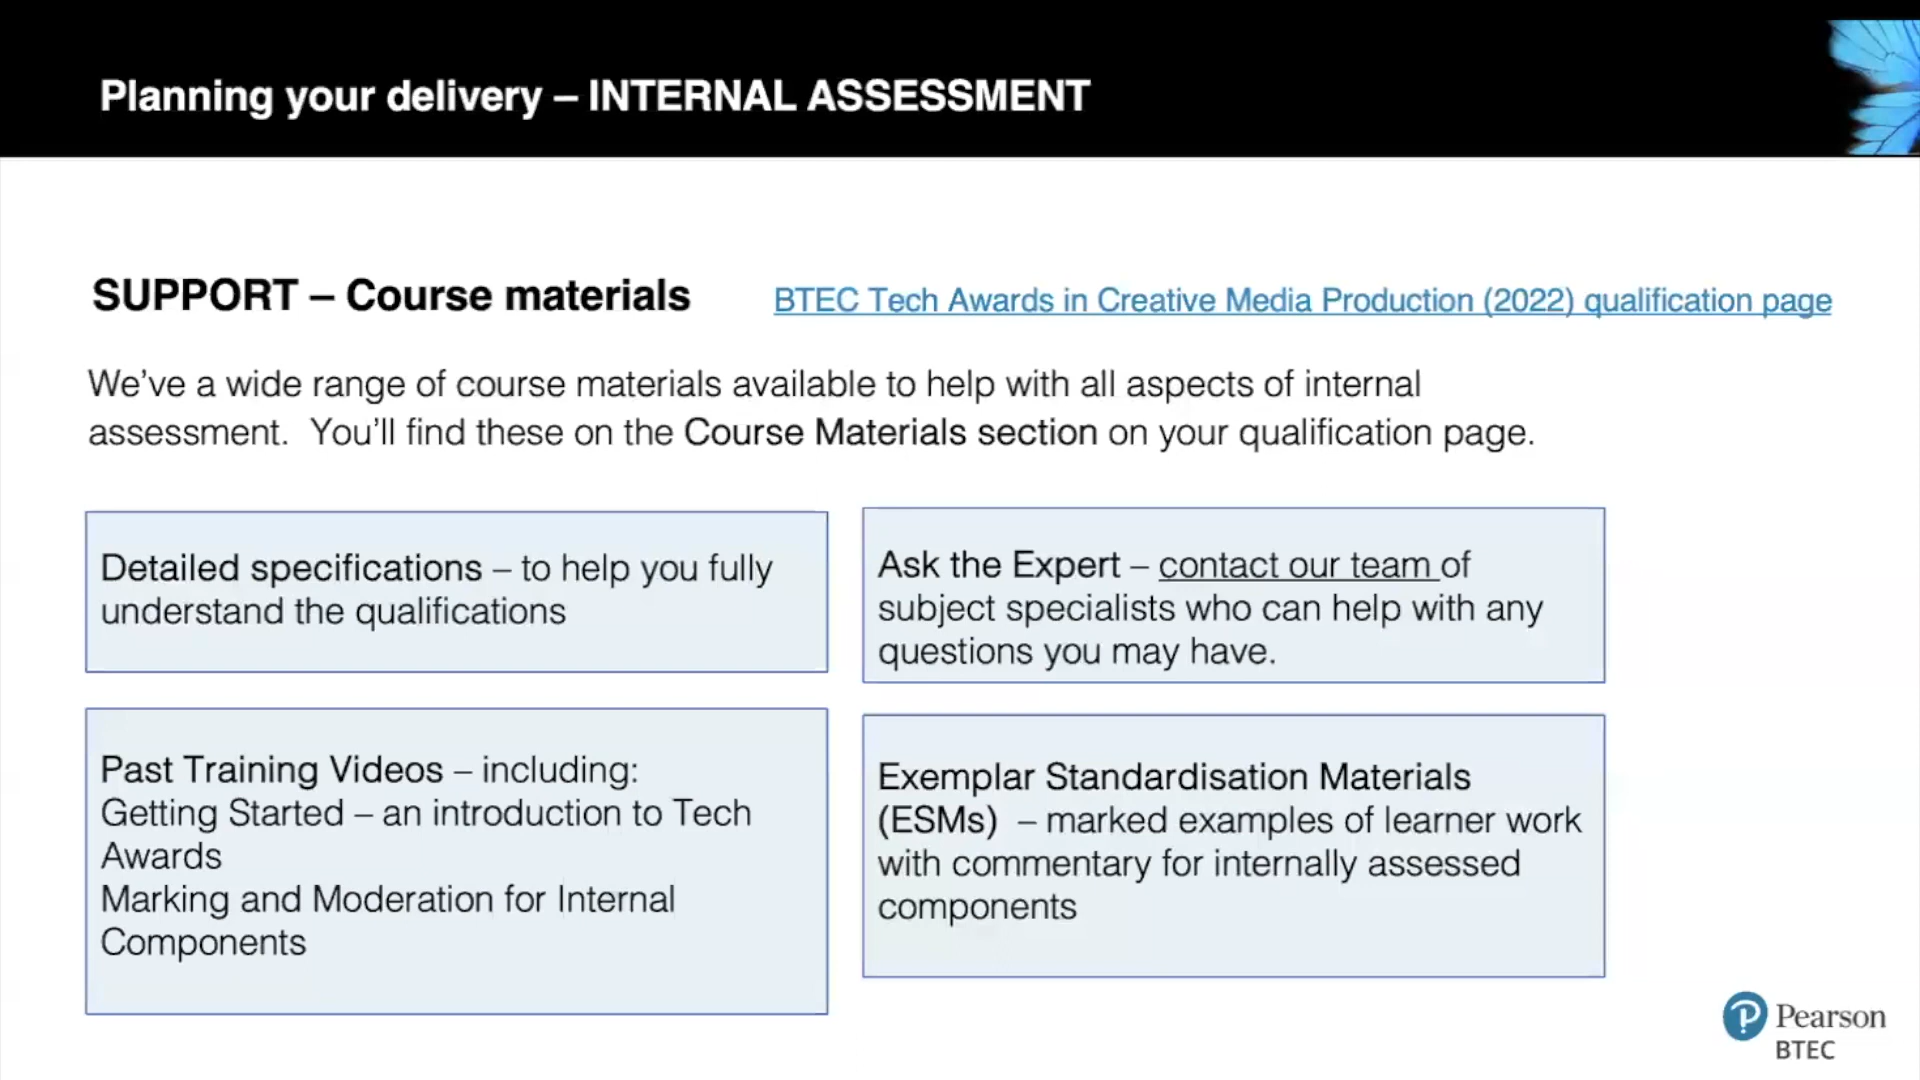 Planning your delivery – INTERNAL ASSESSMENT
SUPPORT – Course materials
BTEC Tech Awards in Creative Media Production (2022) qualification page
We've a wide range of course materials available to help with all aspects of internal
assessment.  You'll find these on the Course Materials section on your qualification page.
Detailed specifications – to help you fully
understand the qualifications
Ask the Expert – contact our team of
subject specialists who can help with any
questions you may have.
Past Training Videos – including:
Getting Started – an introduction to Tech
Awards
Marking and Moderation for Internal
Components
Exemplar Standardisation Materials
(ESMs)  – marked examples of learner work
with commentary for internally assessed
components
Pearson
BTEC